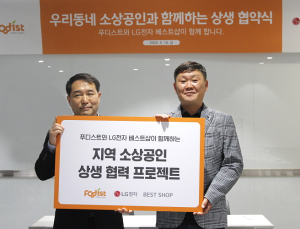 우리동네 소상공인과 함께하는 상생 협약식
푸디스트와 LG전자 베스트샵이 함께 합니다.
푸디스트와 LG전자 베스트샵이 함께하는
지역 소상공인
상생 협력 프로젝트
Fodist LG전자 BEST SHOP